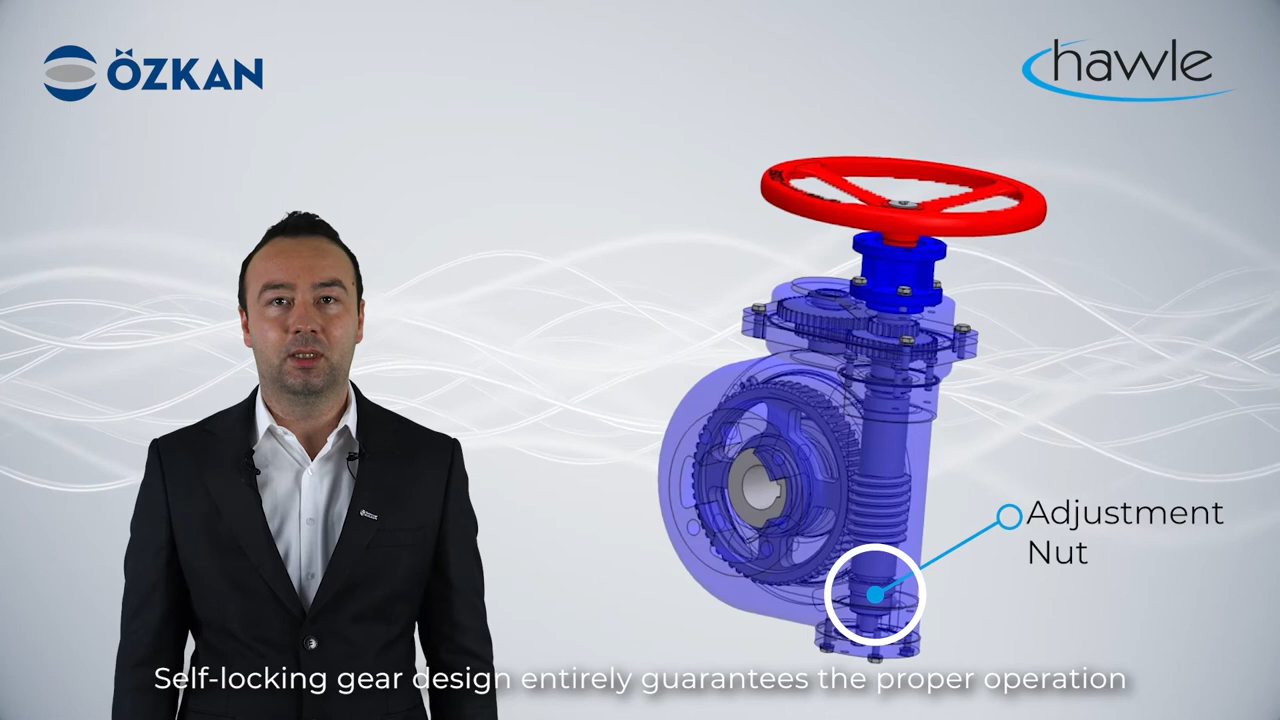 ÖZKAN
hawle
Adjustment
Nut
Self-locking gear design entirely guarantees the proper operation